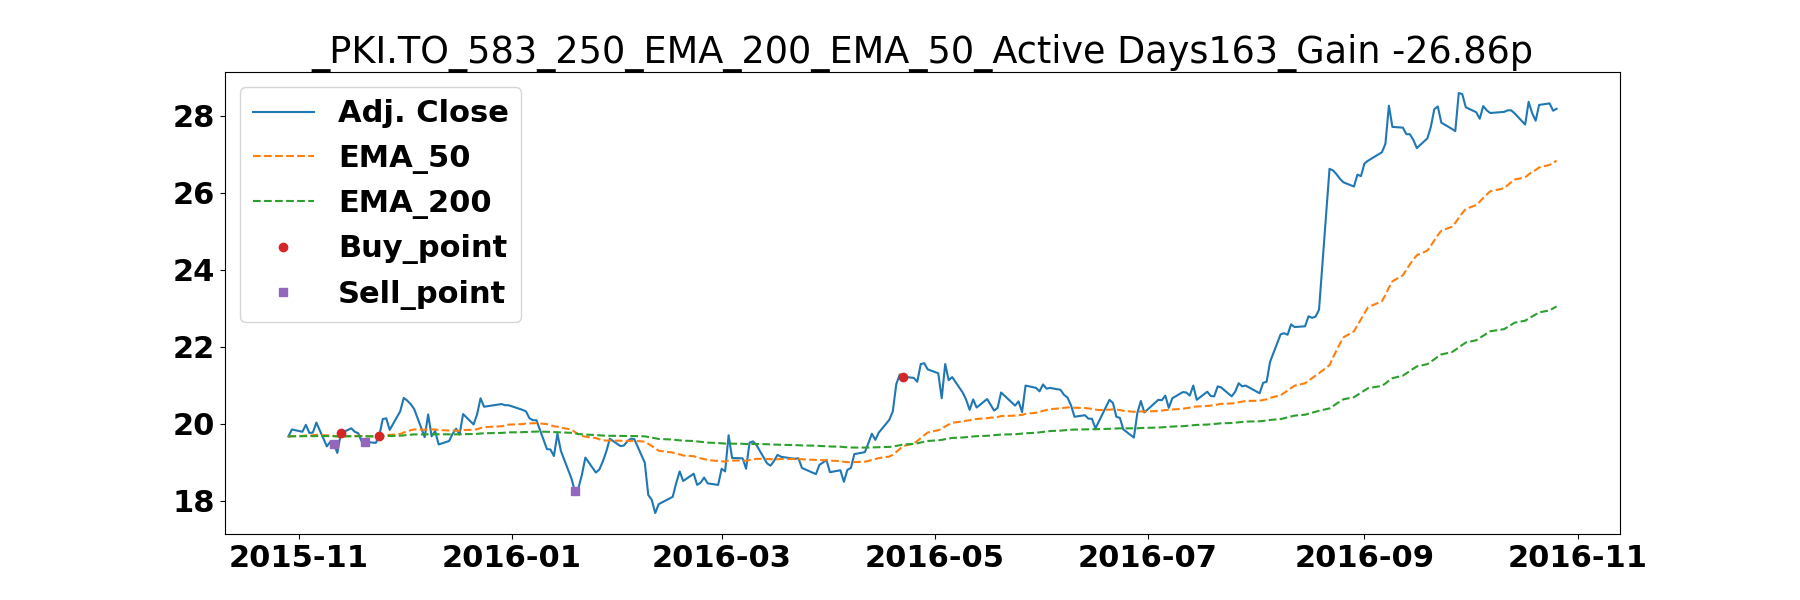 _PKI.TO_583_250_EMA_200_EMA_50_Active Days163_Gain -26.86p
Adj. Close
EMA_50
EMA_200
Buy_point
Sell_point
28
26
24
22
20
18
2015-11 2016-01 2016-03 2016-05 2016-07 2016-09 2016-11